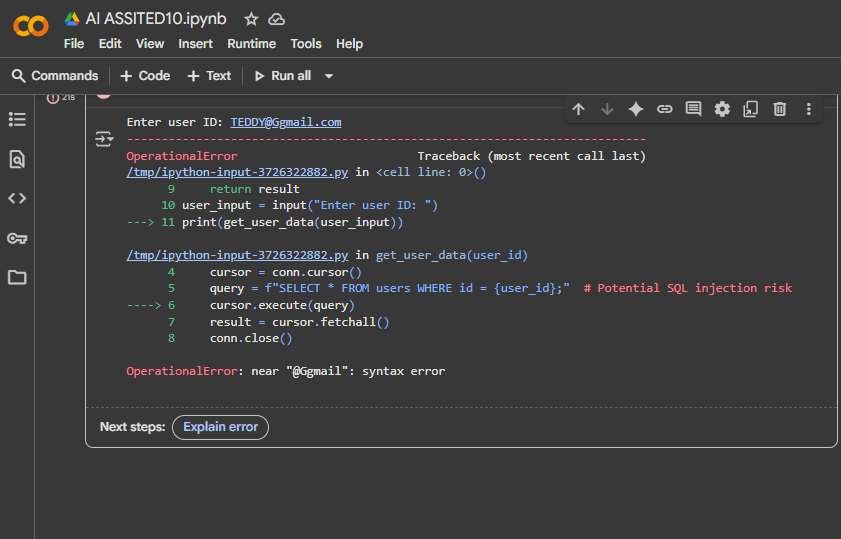 AI ASSITED10.ipynb
File Edit View Insert Runtime Tools Help
Commands + Code + Text Run all
21s
Enter user ID: TEDDY@Ggmail.com
---------------------------------------------------------------------------
OperationalError Traceback (most recent call last)
/tmp/ipython-input-3726322882.py in <cell line: 0>()
9 return result
10 user_input = input("Enter user ID: ")
---> 11 print(get_user_data(user_input))
/tmp/ipython-input-3726322882.py in get_user_data(user_id)
4 cursor = conn.cursor()
5 query = f"SELECT * FROM users WHERE id = {user_id};" # Potential SQL injection risk
----> 6 cursor.execute(query)
7 result = cursor.fetchall()
8 conn.close()
OperationalError: near "@Ggmail": syntax error
Next steps: Explain error